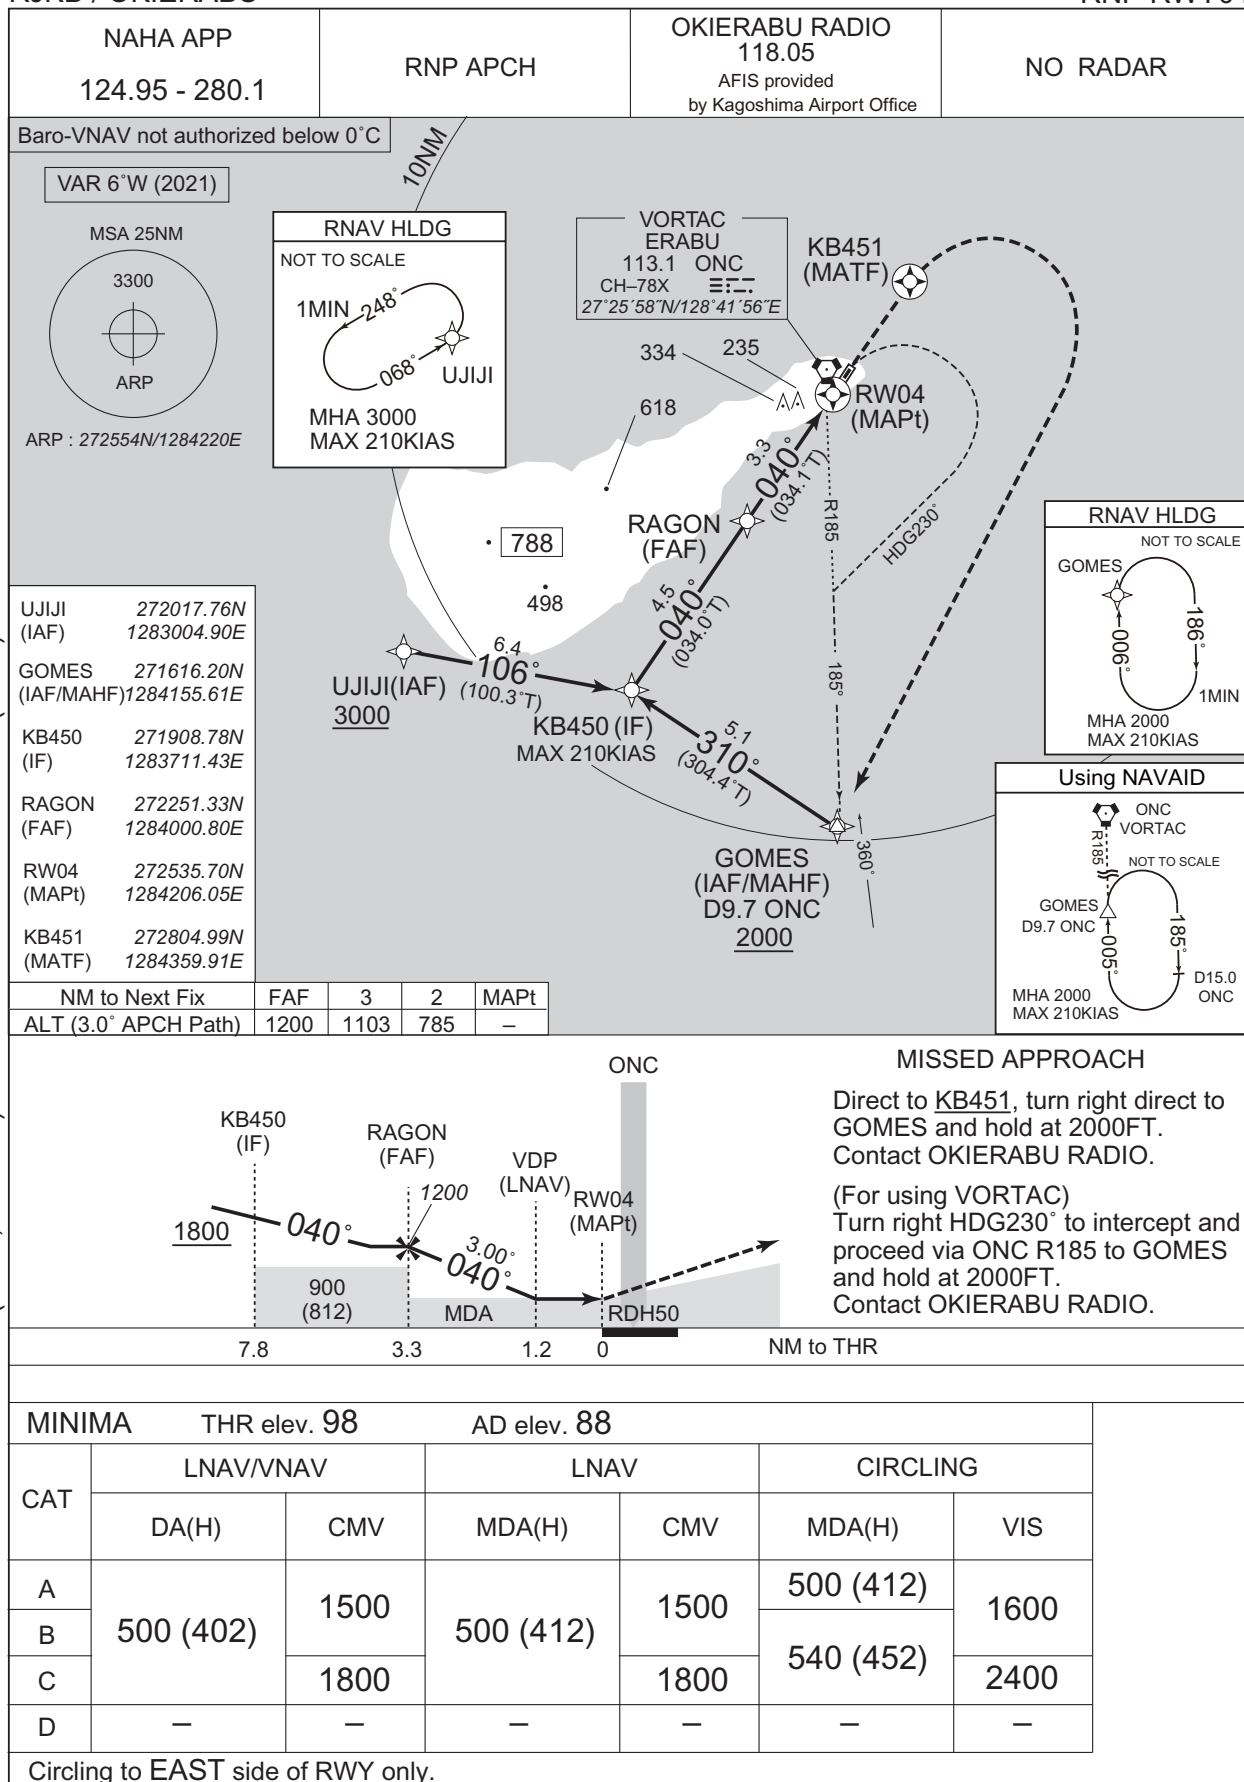 NAHA APP
124.95 - 280.1
RNP APCH
OKIERABU RADIO
118.05
AFIS provided
by Kagoshima Airport Office
NO RADAR
Baro-VNAV not authorized below 0˚C
VAR 6˚W (2021)
MSA 25NM
3300
ARP
ARP : 272554N/1284220E
10NM
RNAV HLDG
NOT TO SCALE
1MIN
248˚
068˚
UJIJI
MHA 3000
MAX 210KIAS
VORTAC
ERABU
113.1 ONC
CH–78X
27˚25´58˝N/128˚41´56˝E
KB451
(MATF)
334
235
618
788
498
RW04
(MAPt)
3.3
040˚
(034.1˚T)
RAGON
(FAF)
4.5
040˚
(034.0˚T)
R185
HDG230˚
185˚
6.4
106˚
(100.3˚T)
UJIJI(IAF)
3000
KB450 (IF)
MAX 210KIAS
5.1
310˚
(304.4˚T)
360˚
GOMES
(IAF/MAHF)
D9.7 ONC
2000
RNAV HLDG
NOT TO SCALE
GOMES
186˚
006˚
1MIN
MHA 2000
MAX 210KIAS
Using NAVAID
ONC
VORTAC
R185
NOT TO SCALE
GOMES
D9.7 ONC
185˚
005˚
D15.0
ONC
MHA 2000
MAX 210KIAS
UJIJI 272017.76N
(IAF) 1283004.90E
GOMES 271616.20N
(IAF/MAHF) 1284155.61E
KB450 271908.78N
(IF) 1283711.43E
RAGON 272251.33N
(FAF) 1284000.80E
RW04 272535.70N
(MAPt) 1284206.05E
KB451 272804.99N
(MATF) 1284359.91E
NM to Next Fix FAF 3 2 MAPt
ALT (3.0˚ APCH Path) 1200 1103 785 –
ONC
KB450
(IF)
RAGON
(FAF)
VDP
(LNAV)
RW04
(MAPt)
1200
1800
040˚
3.00˚
040˚
900
(812)
MDA
RDH50
7.8 3.3 1.2 0 NM to THR
MISSED APPROACH
Direct to KB451, turn right direct to
GOMES and hold at 2000FT.
Contact OKIERABU RADIO.
(For using VORTAC)
Turn right HDG230˚ to intercept and
proceed via ONC R185 to GOMES
and hold at 2000FT.
Contact OKIERABU RADIO.
MINIMA THR elev. 98 AD elev. 88
CAT LNAV/VNAV LNAV CIRCLING
DA(H) CMV MDA(H) CMV MDA(H) VIS
A 500 (402) 1500 500 (412) 1500 500 (412) 1600
B 540 (452)
C 1800 1800 2400
D – – – – – –
Circling to EAST side of RWY only.